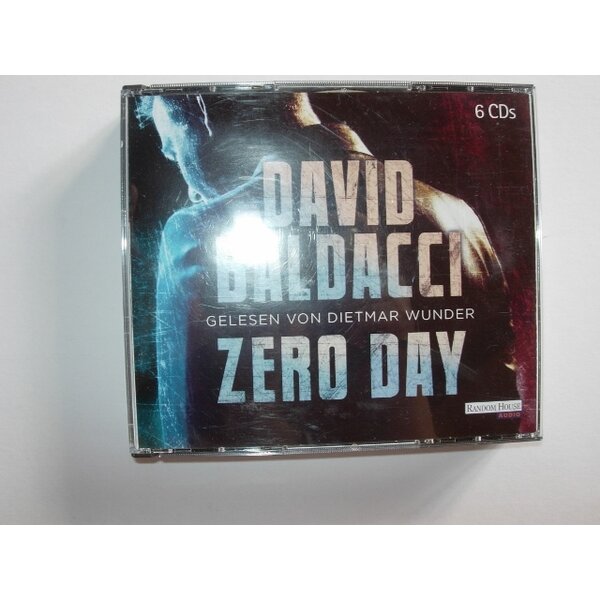 6 CDs
DAVID
BALDACCI
GELESEN VON DIETMAR WUNDER
ZERO DAY
RANDOM HOUSE
AUDIO